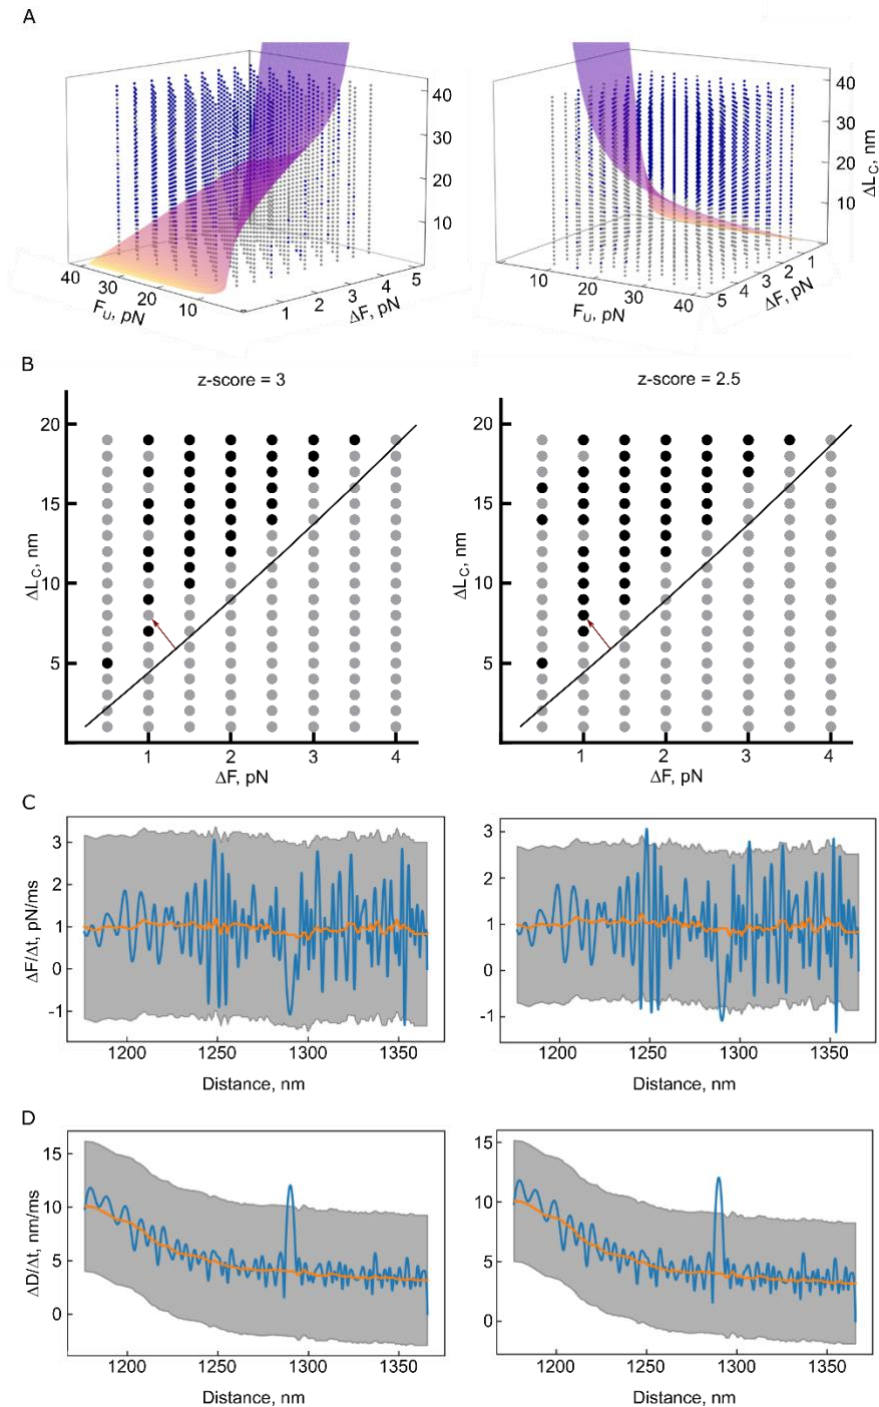 A
40
30
20
10
40
30
20
10
1
2
3
4
5
F_U, pN
ΔF, pN
40
30
20
10
ΔL_C, nm
10
20
30
40
5
4
3
2
1
F_U, pN
ΔF, pN
B
z-score = 3
z-score = 2.5
20
15
10
5
ΔL_C, nm
1 2 3 4
ΔF, pN
20
15
10
5
ΔL_C, nm
1 2 3 4
ΔF, pN
C
3
2
1
0
-1
ΔF/Δt, pN/ms
1200 1250 1300 1350
Distance, nm
3
2
1
0
-1
1200 1250 1300 1350
Distance, nm
D
15
10
5
0
ΔD/Δt, nm/ms
1200 1250 1300 1350
Distance, nm
15
10
5
0
1200 1250 1300 1350
Distance, nm